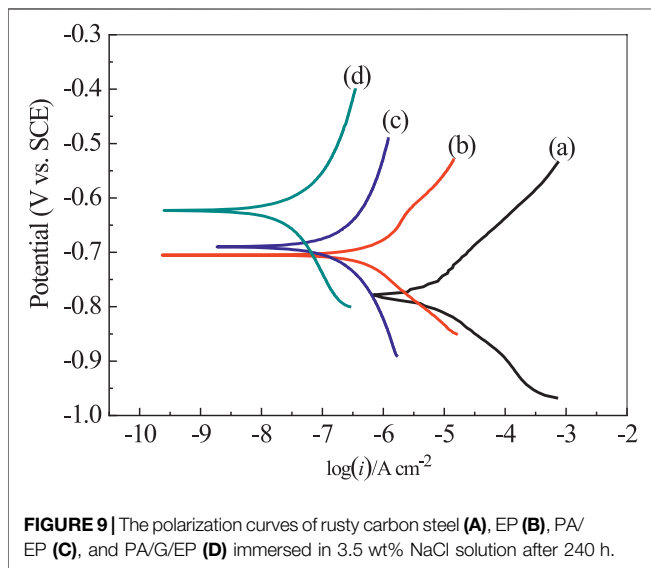 -0.3
-0.4
-0.5
-0.6
-0.7
-0.8
-0.9
-1.0
Potential (V vs. SCE)
(d)
(c)
(b)
(a)
-10 -9 -8 -7 -6 -5 -4 -3 -2
log(i)/A cm-2
FIGURE 9 | The polarization curves of rusty carbon steel (A), EP (B), PA/
EP (C), and PA/G/EP (D) immersed in 3.5 wt% NaCl solution after 240 h.